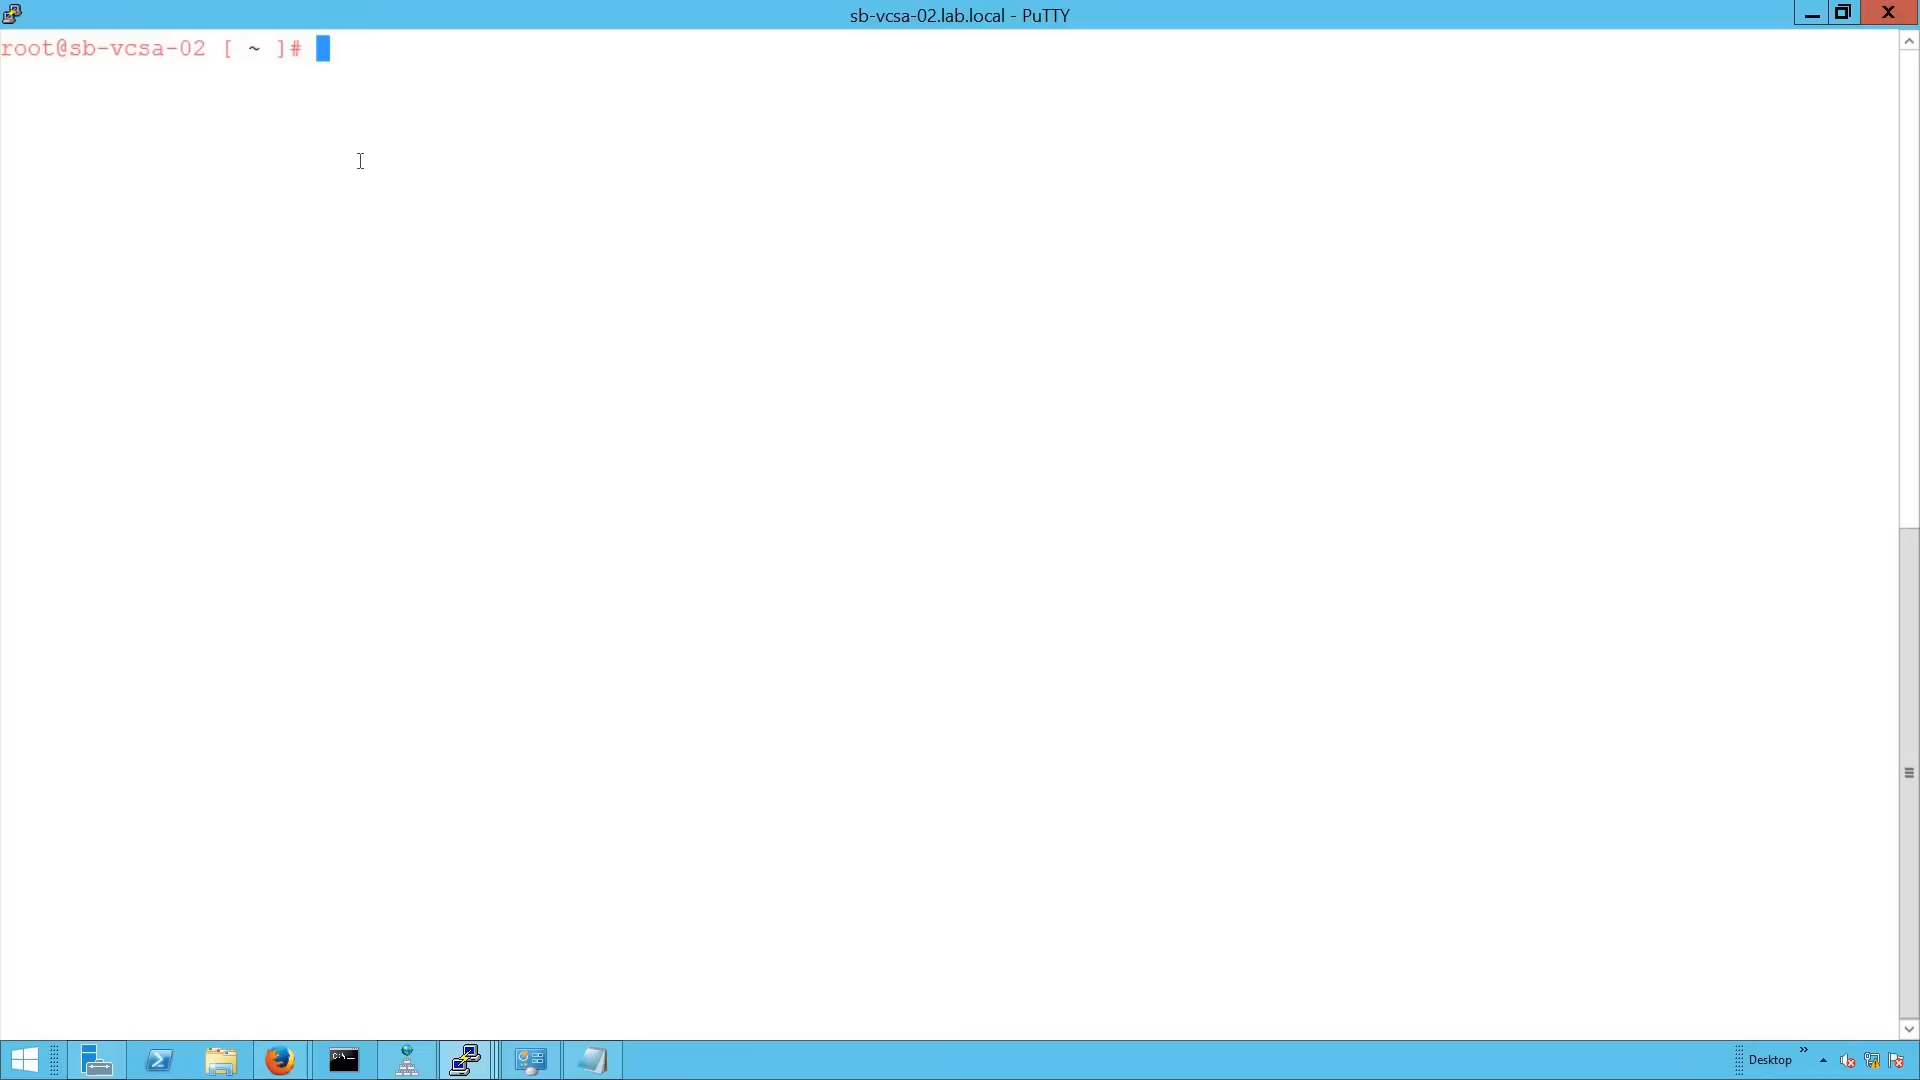 sb-vcsa-02.lab.local - PuTTY
root@sb-vcsa-02 [ ~ ]#
C:\_
Desktop